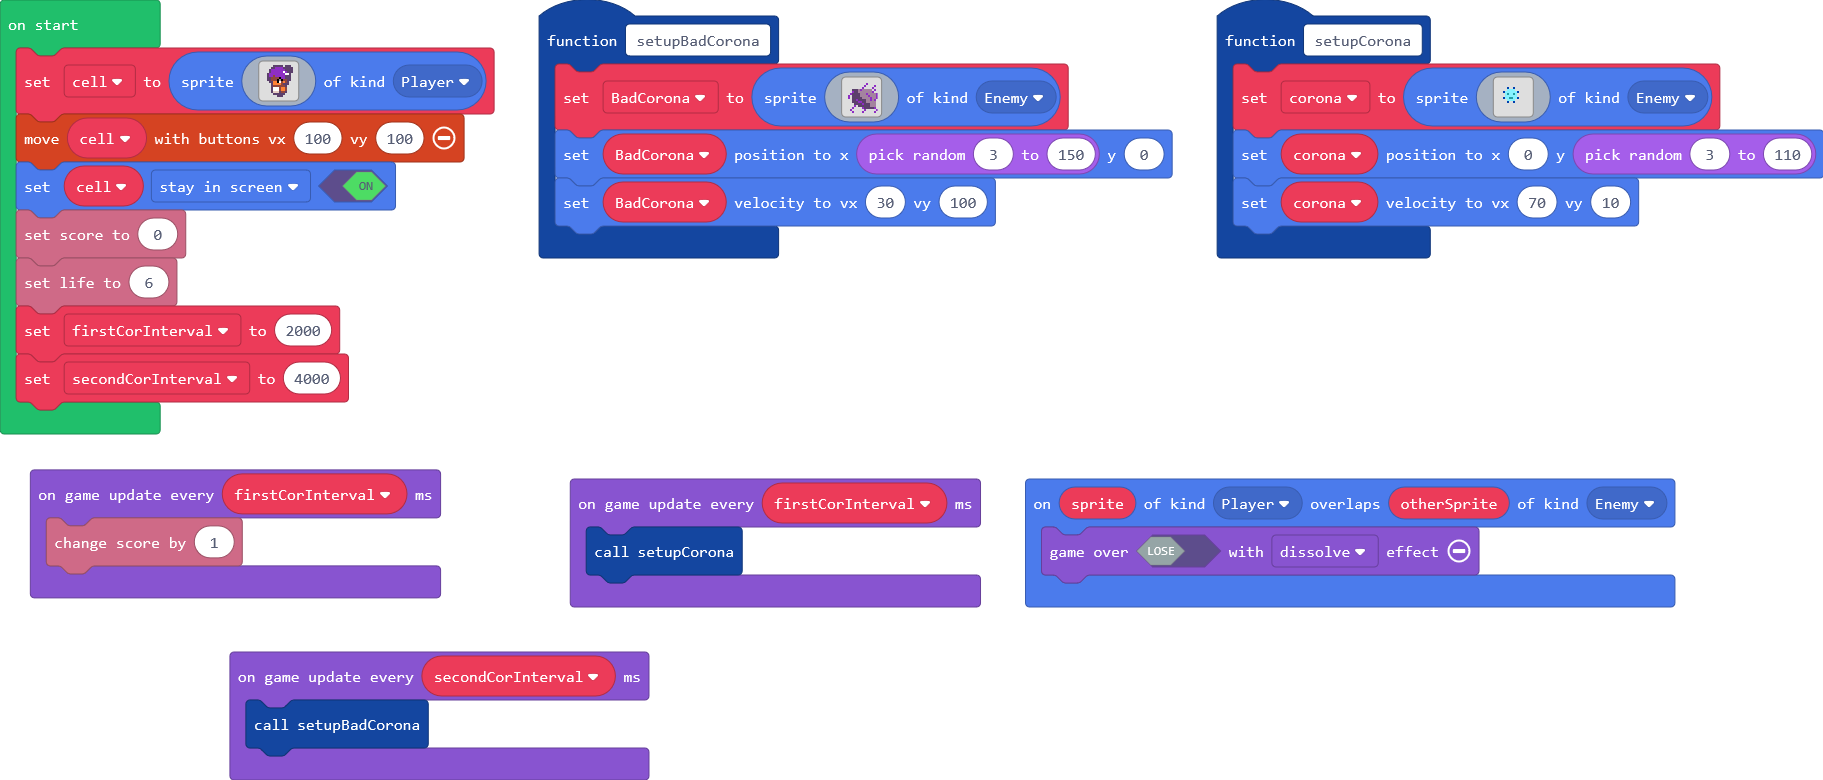 on start
set cell to sprite of kind Player
move cell with buttons vx 100 vy 100
set cell stay in screen ON
set score to 0
set life to 6
set firstCorInterval to 2000
set secondCorInterval to 4000
function setupBadCorona
set BadCorona to sprite of kind Enemy
set BadCorona position to x pick random 3 to 150 y 0
set BadCorona velocity to vx 30 vy 100
function setupCorona
set corona to sprite of kind Enemy
set corona position to x 0 y pick random 3 to 110
set corona velocity to vx 70 vy 10
on game update every firstCorInterval ms
change score by 1
on game update every firstCorInterval ms
call setupCorona
on sprite of kind Player overlaps otherSprite of kind Enemy
game over LOSE with dissolve effect
on game update every secondCorInterval ms
call setupBadCorona